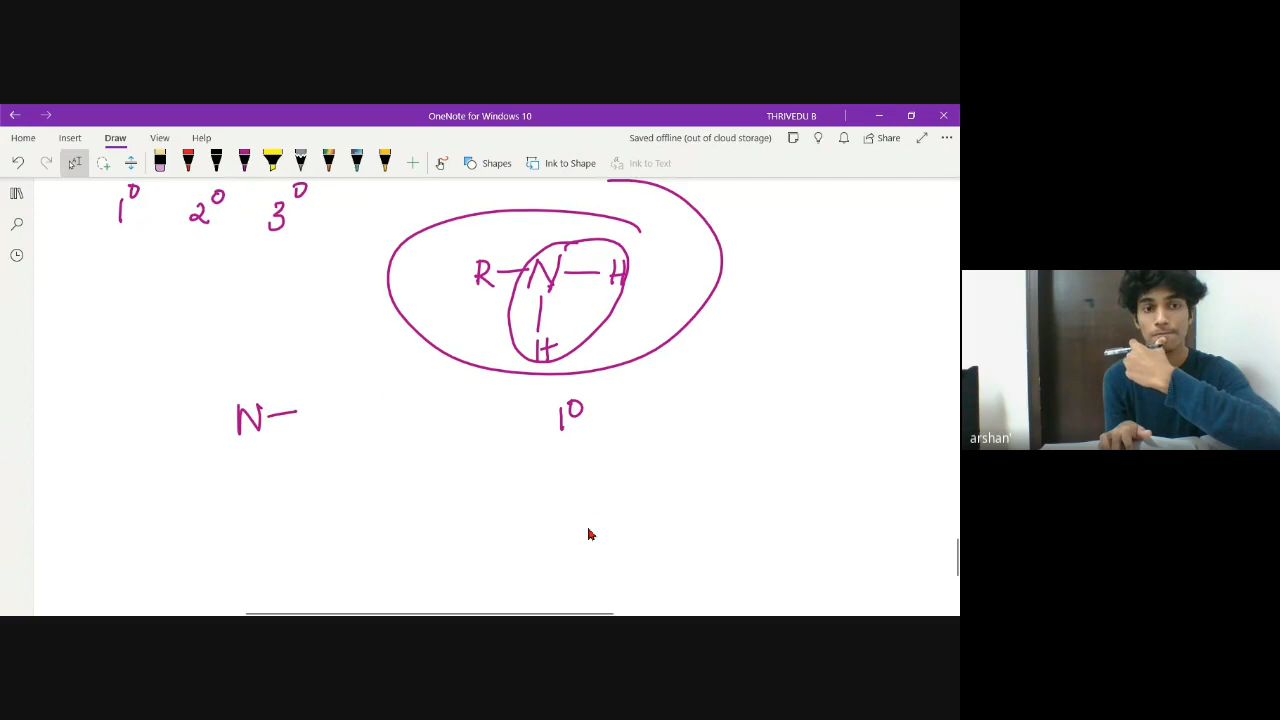 OneNote for Windows 10
THRIVEDU B
Home Insert Draw View Help
Saved offline (out of cloud storage)
Share
Shapes
Ink to Shape
Ink to Text
1° 2° 3°
R-N-H
H
N-
1°
arshan'